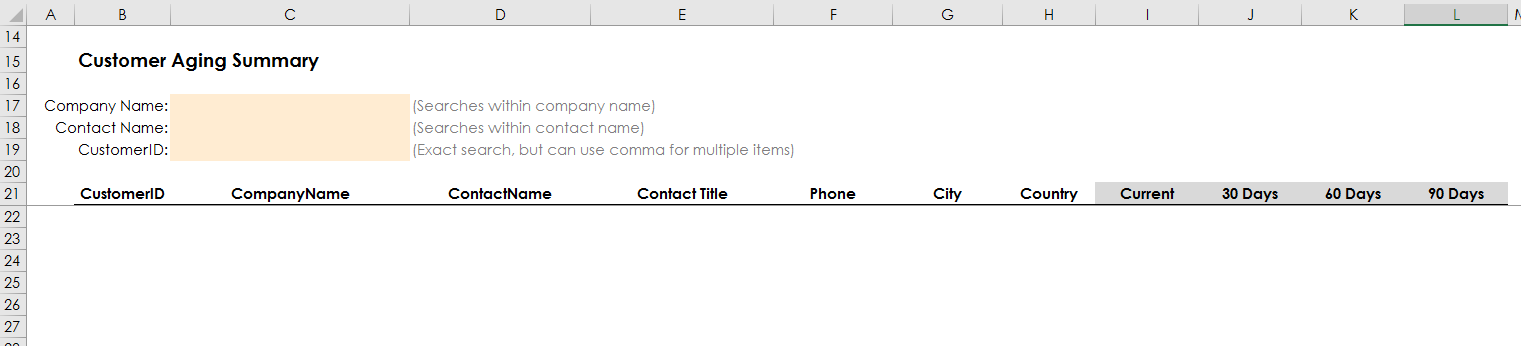 A B C D E F G H I J K L
14
15 Customer Aging Summary
16
17 Company Name: (Searches within company name)
18 Contact Name: (Searches within contact name)
19 CustomerID: (Exact search, but can use comma for multiple items)
20
21 CustomerID CompanyName ContactName Contact Title Phone City Country Current 30 Days 60 Days 90 Days
22
23
24
25
26
27